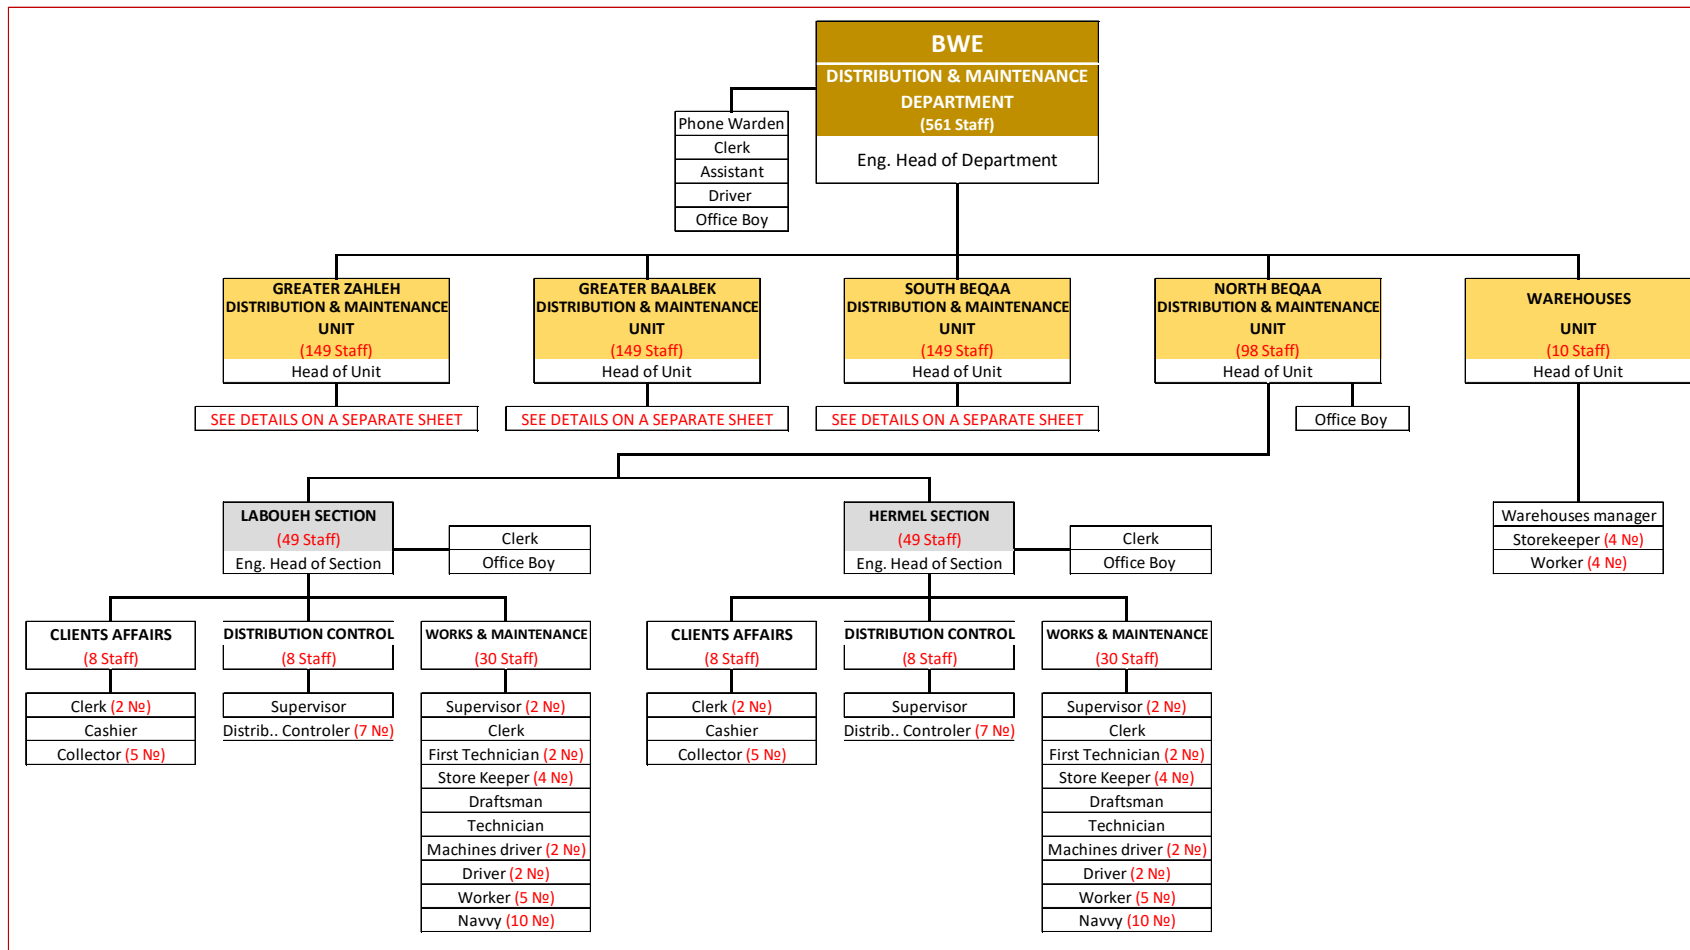 BWE
DISTRIBUTION & MAINTENANCE
DEPARTMENT
(561 Staff)
Eng. Head of Department
Phone Warden
Clerk
Assistant
Driver
Office Boy
GREATER ZAHLEH
DISTRIBUTION & MAINTENANCE
UNIT
(149 Staff)
Head of Unit
SEE DETAILS ON A SEPARATE SHEET
GREATER BAALBEK
DISTRIBUTION & MAINTENANCE
UNIT
(149 Staff)
Head of Unit
SEE DETAILS ON A SEPARATE SHEET
SOUTH BEQAA
DISTRIBUTION & MAINTENANCE
UNIT
(149 Staff)
Head of Unit
SEE DETAILS ON A SEPARATE SHEET
NORTH BEQAA
DISTRIBUTION & MAINTENANCE
UNIT
(98 Staff)
Head of Unit
Office Boy
WAREHOUSES
UNIT
(10 Staff)
Head of Unit
Warehouses manager
Storekeeper (4 №)
Worker (4 №)
LABOUEH SECTION
(49 Staff)
Eng. Head of Section
Clerk
Office Boy
CLIENTS AFFAIRS
(8 Staff)
Clerk (2 №)
Cashier
Collector (5 №)
DISTRIBUTION CONTROL
(8 Staff)
Supervisor
Distrib.. Controler (7 №)
WORKS & MAINTENANCE
(30 Staff)
Supervisor (2 №)
Clerk
First Technician (2 №)
Store Keeper (4 №)
Draftsman
Technician
Machines driver (2 №)
Driver (2 №)
Worker (5 №)
Navvy (10 №)
HERMEL SECTION
(49 Staff)
Eng. Head of Section
Clerk
Office Boy
CLIENTS AFFAIRS
(8 Staff)
Clerk (2 №)
Cashier
Collector (5 №)
DISTRIBUTION CONTROL
(8 Staff)
Supervisor
Distrib.. Controler (7 №)
WORKS & MAINTENANCE
(30 Staff)
Supervisor (2 №)
Clerk
First Technician (2 №)
Store Keeper (4 №)
Draftsman
Technician
Machines driver (2 №)
Driver (2 №)
Worker (5 №)
Navvy (10 №)